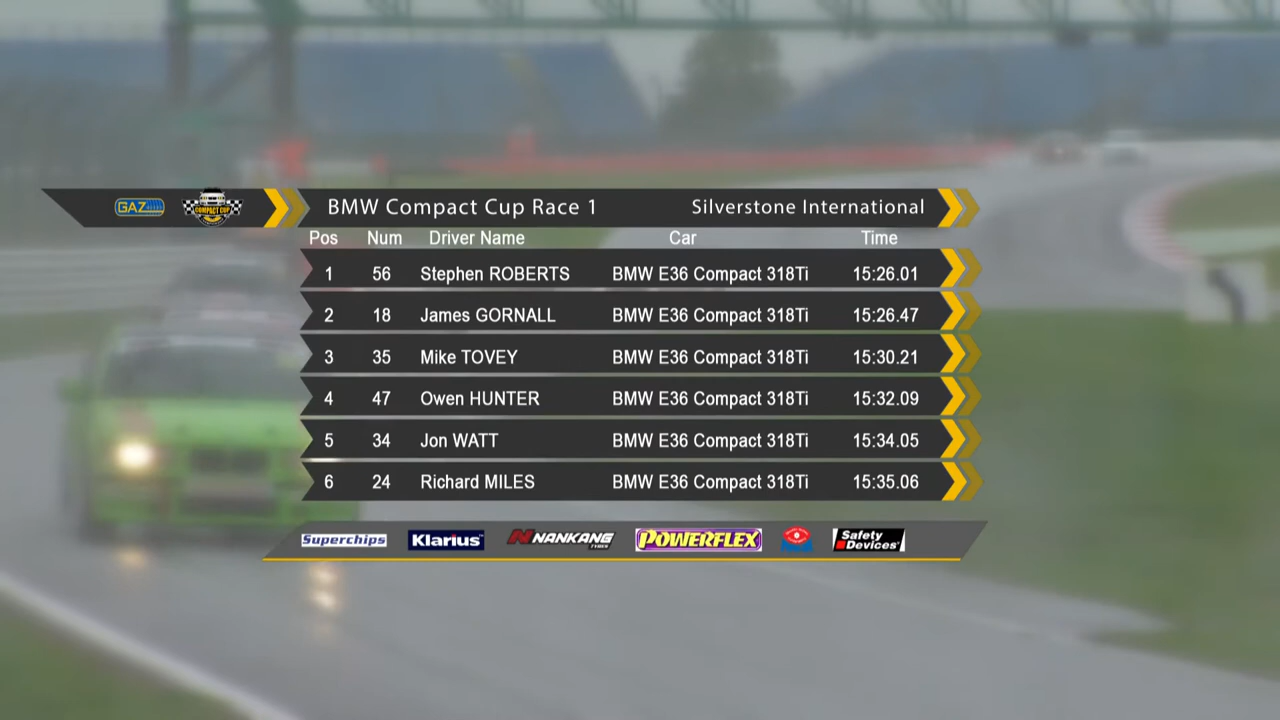 GAZ COMPACT CUP BMW Compact Cup Race 1 Silverstone International
Pos Num Driver Name Car Time
1 56 Stephen ROBERTS BMW E36 Compact 318Ti 15:26.01
2 18 James GORNALL BMW E36 Compact 318Ti 15:26.47
3 35 Mike TOVEY BMW E36 Compact 318Ti 15:30.21
4 47 Owen HUNTER BMW E36 Compact 318Ti 15:32.09
5 34 Jon WATT BMW E36 Compact 318Ti 15:34.05
6 24 Richard MILES BMW E36 Compact 318Ti 15:35.06
Superchips Klarius NANKANG TYRES POWERFLEX Safety Devices